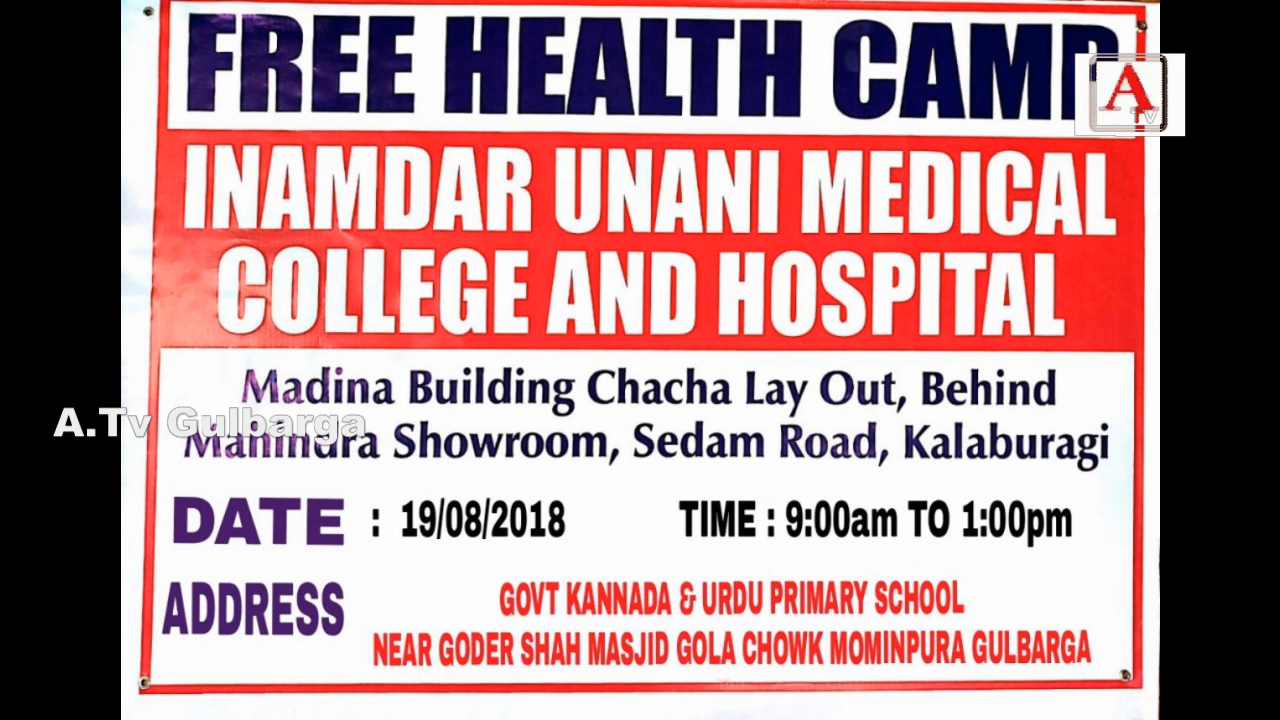 FREE HEALTH CAMP
A
TV
INAMDAR UNANI MEDICAL
COLLEGE AND HOSPITAL
Madina Building Chacha Lay Out, Behind
A.Tv Gulbarga
Mahindra Showroom, Sedam Road, Kalaburagi
DATE : 19/08/2018 TIME : 9:00am TO 1:00pm
ADDRESS
GOVT KANNADA & URDU PRIMARY SCHOOL
NEAR GODER SHAH MASJID GOLA CHOWK MOMINPURA GULBARGA